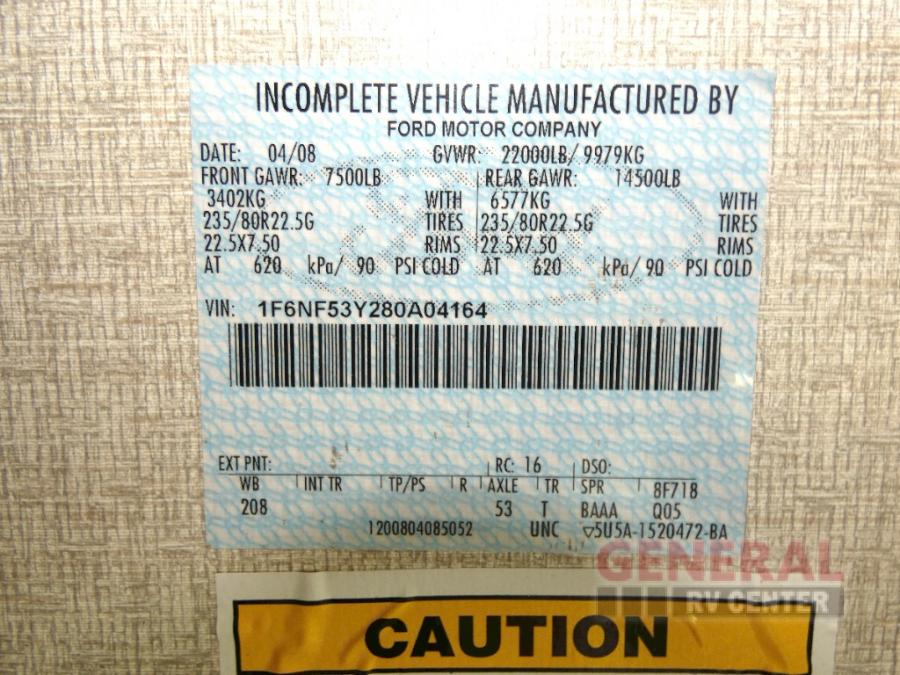 INCOMPLETE VEHICLE MANUFACTURED BY
FORD MOTOR COMPANY
DATE: 04/08 GVWR: 22000LB/ 9979KG
FRONT GAWR: 7500LB REAR GAWR: 14500LB
3402KG WITH 6577KG WITH
235/80R22.5G TIRES 235/80R22.5G TIRES
22.5X7.50 RIMS 22.5X7.50 RIMS
AT 620 kPa/ 90 PSI COLD AT 620 kPa/ 90 PSI COLD
VIN: 1F6NF53Y280A04164
EXT PNT: RC: 16 DSO:
WB INT TR TP/PS R AXLE TR SPR 8F718
208 53 T BAAA Q05
1200804085052 UNC ▽5U5A-1520472-BA
GENERAL
RV CENTER
CAUTION